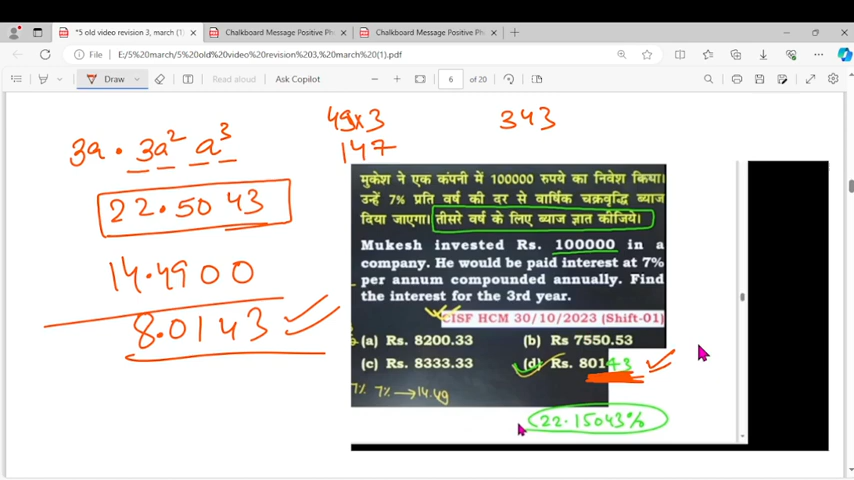 *5 old video revision 3, march (1)
Chalkboard Message Positive Ph
Chalkboard Message Positive Ph
File
E:/5%20march/5%20old%20video%20revision%203,%20march%20(1).pdf
Draw
Read aloud
Ask Copilot
6 of 20
3a . 3a² a³
49x3
147
343
22.5043
14.4900
8.0143
मुकेश ने एक कंपनी में 100000 रुपये का निवेश किया।
उन्हें 7% प्रति वर्ष की दर से वार्षिक चक्रवृद्धि ब्याज
दिया जाएगा। तीसरे वर्ष के लिए ब्याज ज्ञात कीजिये।
Mukesh invested Rs. 100000 in a
company. He would be paid interest at 7%
per annum compounded annually. Find
the interest for the 3rd year.
CISF HCM 30/10/2023 (Shift-01)
(a) Rs. 8200.33
(b) Rs 7550.53
(c) Rs. 8333.33
(d) Rs. 80143
7% 7% → 14.49
22.15043%